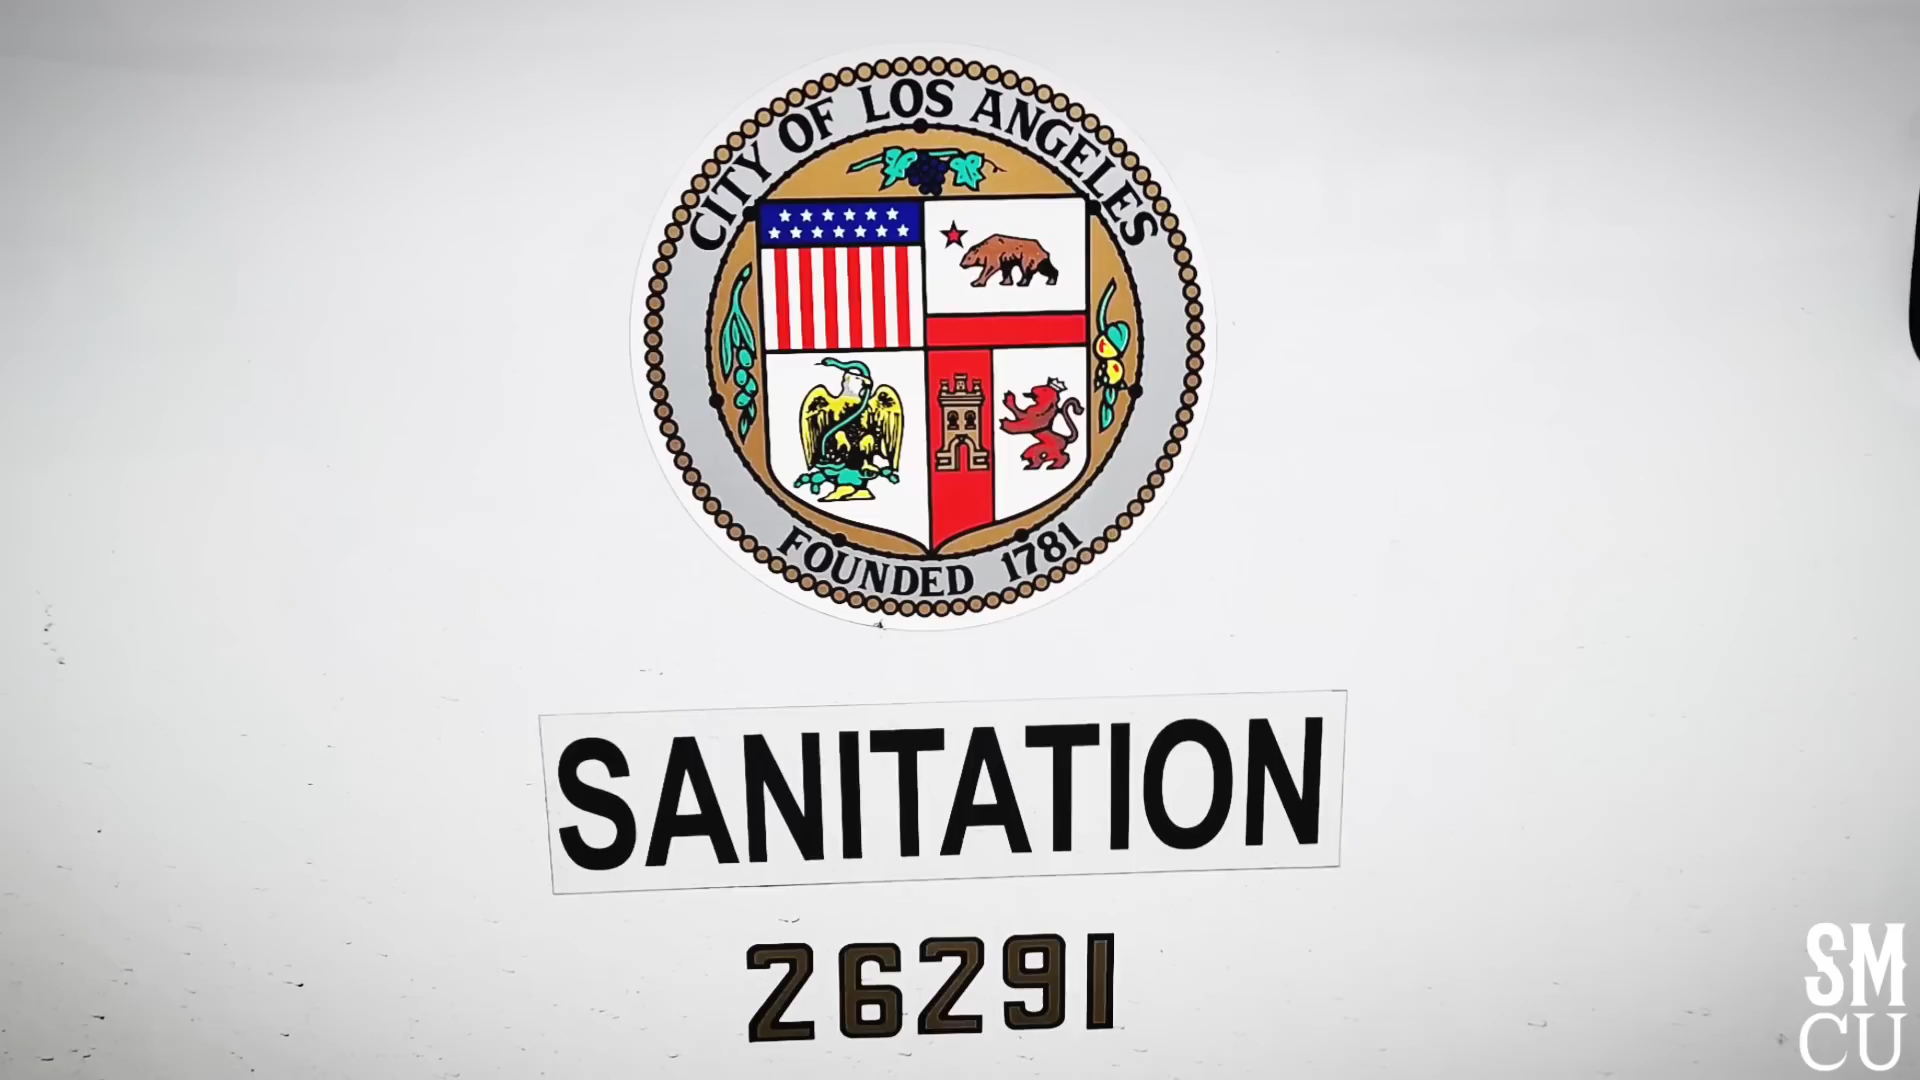 CITY OF LOS ANGELES
FOUNDED 1781
SANITATION
26291
SM
CU